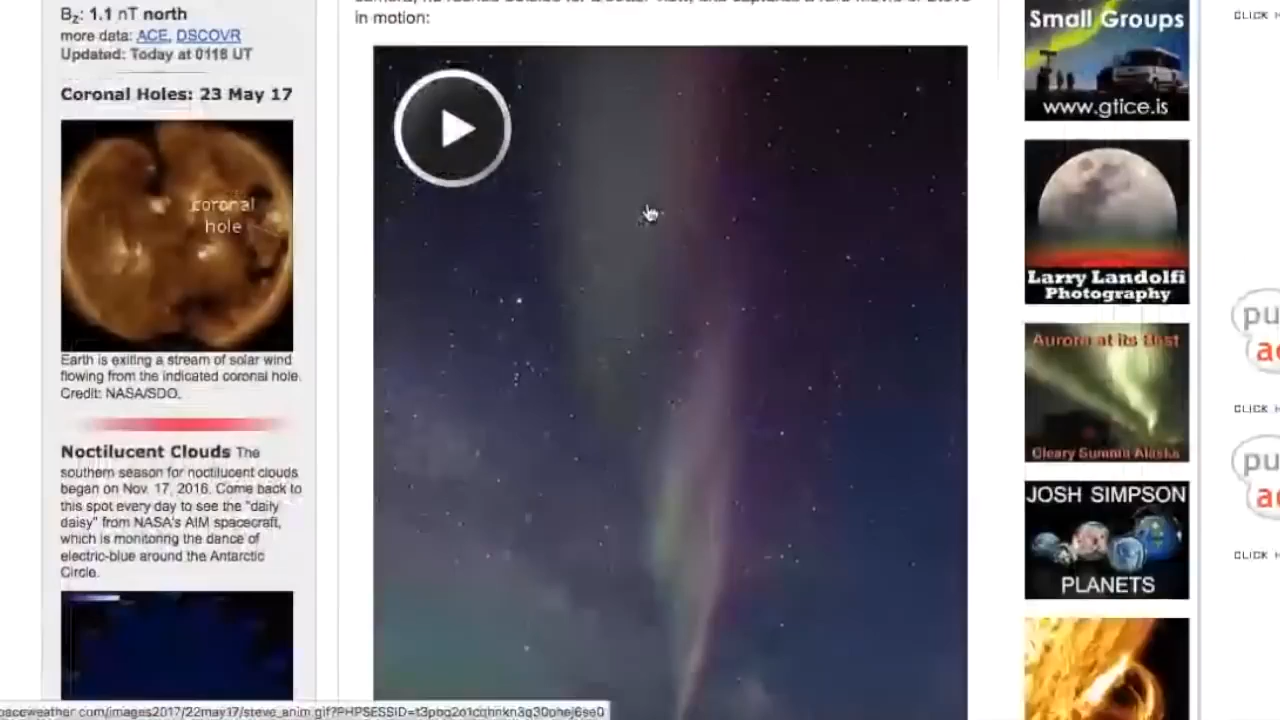 Bz: 1.1 nT north
more data: ACE, DSCOVR
Updated: Today at 0118 UT
Coronal Holes: 23 May 17
coronal
hole
Earth is exiting a stream of solar wind
flowing from the indicated coronal hole.
Credit: NASA/SDO.
Noctilucent Clouds The
southern season for noctilucent clouds
began on Nov. 17, 2016. Come back to
this spot every day to see the "daily
daisy" from NASA's AIM spacecraft,
which is monitoring the dance of
electric-blue around the Antarctic
Circle.
in motion:
Small Groups
www.gtice.is
Larry Landolfi
Photography
Aurora at its Best
Cleary Summit Alaska
JOSH SIMPSON
PLANETS
CLICK
pu
CLICK
pu
CLICK